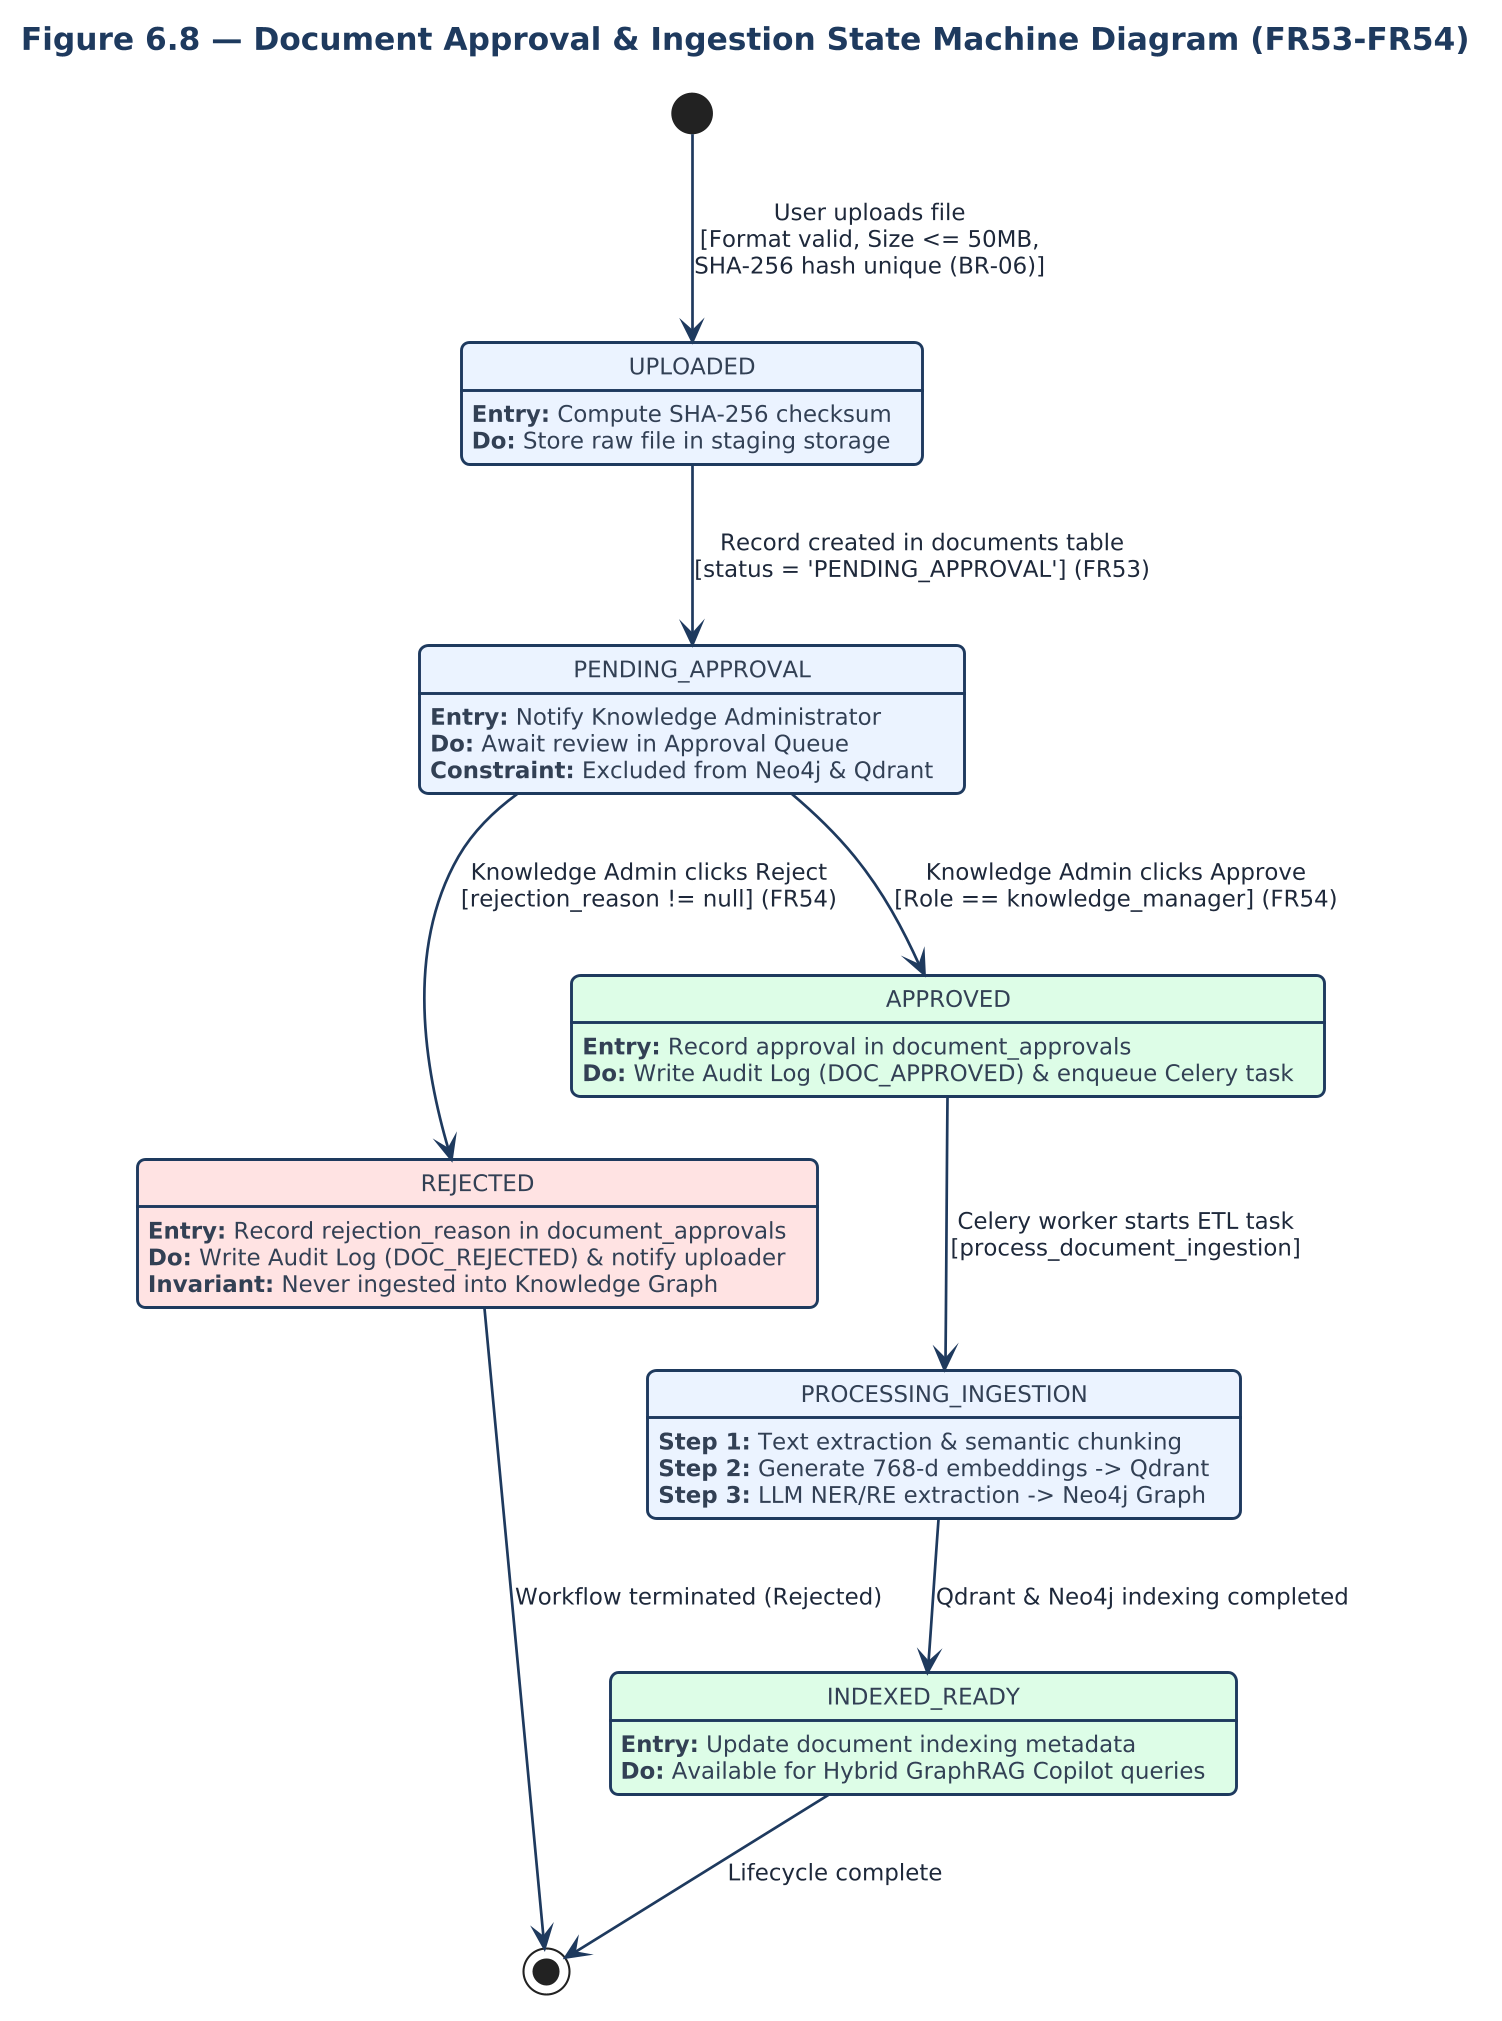 Figure 6.8 — Document Approval & Ingestion State Machine Diagram (FR53-FR54)
User uploads file
[Format valid, Size <= 50MB,
SHA-256 hash unique (BR-06)]
UPLOADED
Entry: Compute SHA-256 checksum
Do: Store raw file in staging storage
Record created in documents table
[status = 'PENDING_APPROVAL'] (FR53)
PENDING_APPROVAL
Entry: Notify Knowledge Administrator
Do: Await review in Approval Queue
Constraint: Excluded from Neo4j & Qdrant
Knowledge Admin clicks Reject
[rejection_reason != null] (FR54)
Knowledge Admin clicks Approve
[Role == knowledge_manager] (FR54)
APPROVED
Entry: Record approval in document_approvals
Do: Write Audit Log (DOC_APPROVED) & enqueue Celery task
REJECTED
Entry: Record rejection_reason in document_approvals
Do: Write Audit Log (DOC_REJECTED) & notify uploader
Invariant: Never ingested into Knowledge Graph
Celery worker starts ETL task
[process_document_ingestion]
PROCESSING_INGESTION
Step 1: Text extraction & semantic chunking
Step 2: Generate 768-d embeddings -> Qdrant
Step 3: LLM NER/RE extraction -> Neo4j Graph
Workflow terminated (Rejected)
Qdrant & Neo4j indexing completed
INDEXED_READY
Entry: Update document indexing metadata
Do: Available for Hybrid GraphRAG Copilot queries
Lifecycle complete